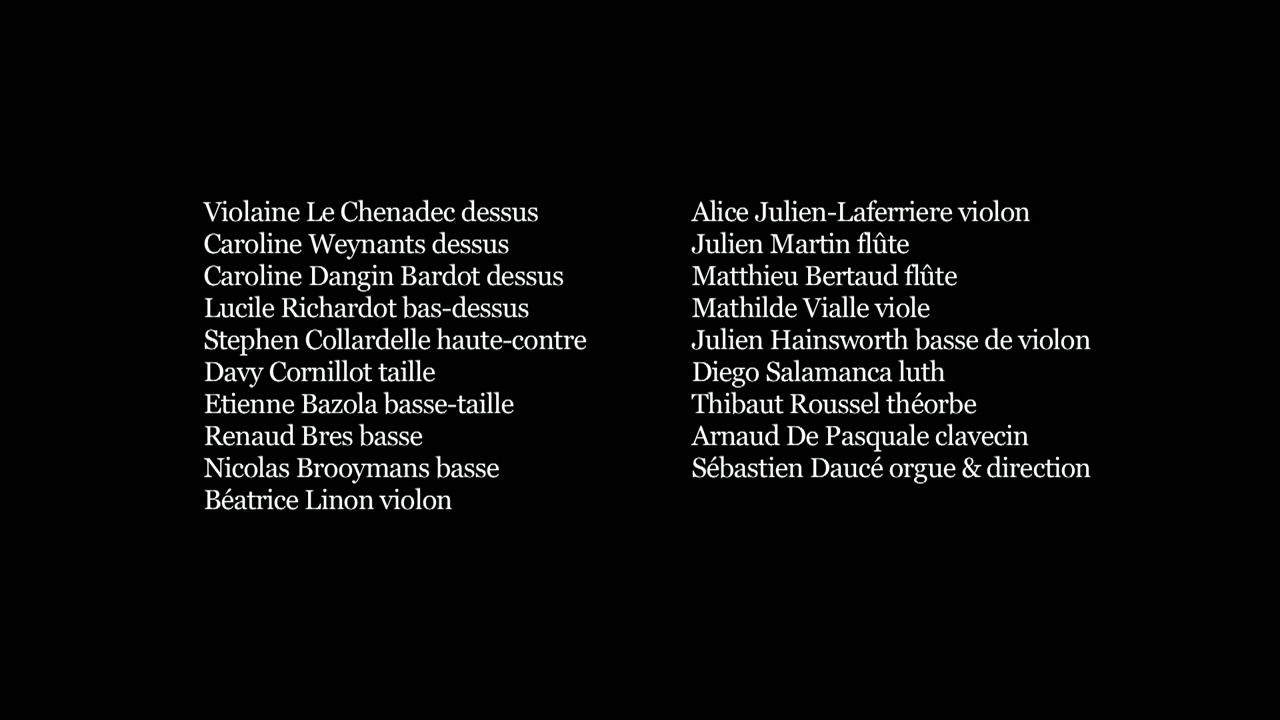 Violaine Le Chenadec dessus
Caroline Weynants dessus
Caroline Dangin Bardot dessus
Lucile Richardot bas-dessus
Stephen Collardelle haute-contre
Davy Cornillot taille
Etienne Bazola basse-taille
Renaud Bres basse
Nicolas Brooymans basse
Béatrice Linon violon
Alice Julien-Laferriere violon
Julien Martin flûte
Matthieu Bertaud flûte
Mathilde Vialle viole
Julien Hainsworth basse de violon
Diego Salamanca luth
Thibaut Roussel théorbe
Arnaud De Pasquale clavecin
Sébastien Daucé orgue & direction